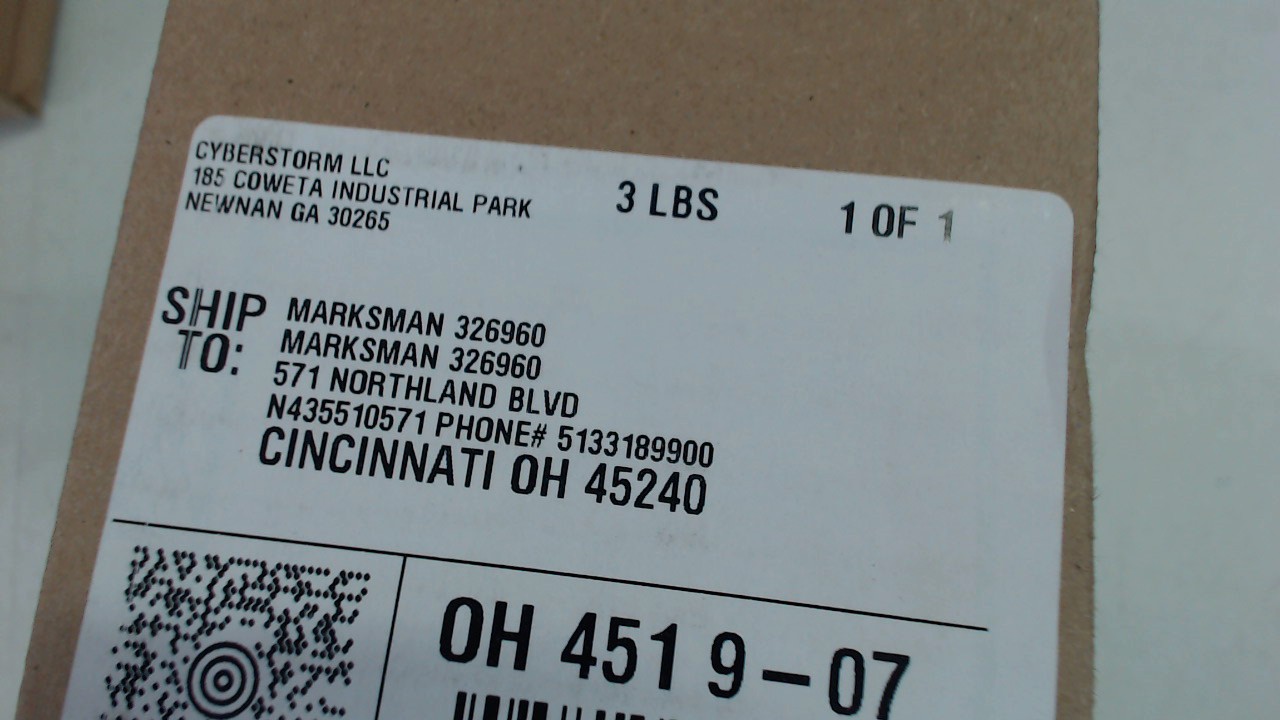 CYBERSTORM LLC
185 COWETA INDUSTRIAL PARK
NEWNAN GA 30265
3 LBS
1 OF 1
SHIP TO:
MARKSMAN 326960
MARKSMAN 326960
571 NORTHLAND BLVD
N435510571 PHONE# 5133189900
CINCINNATI OH 45240
OH 451 9-07